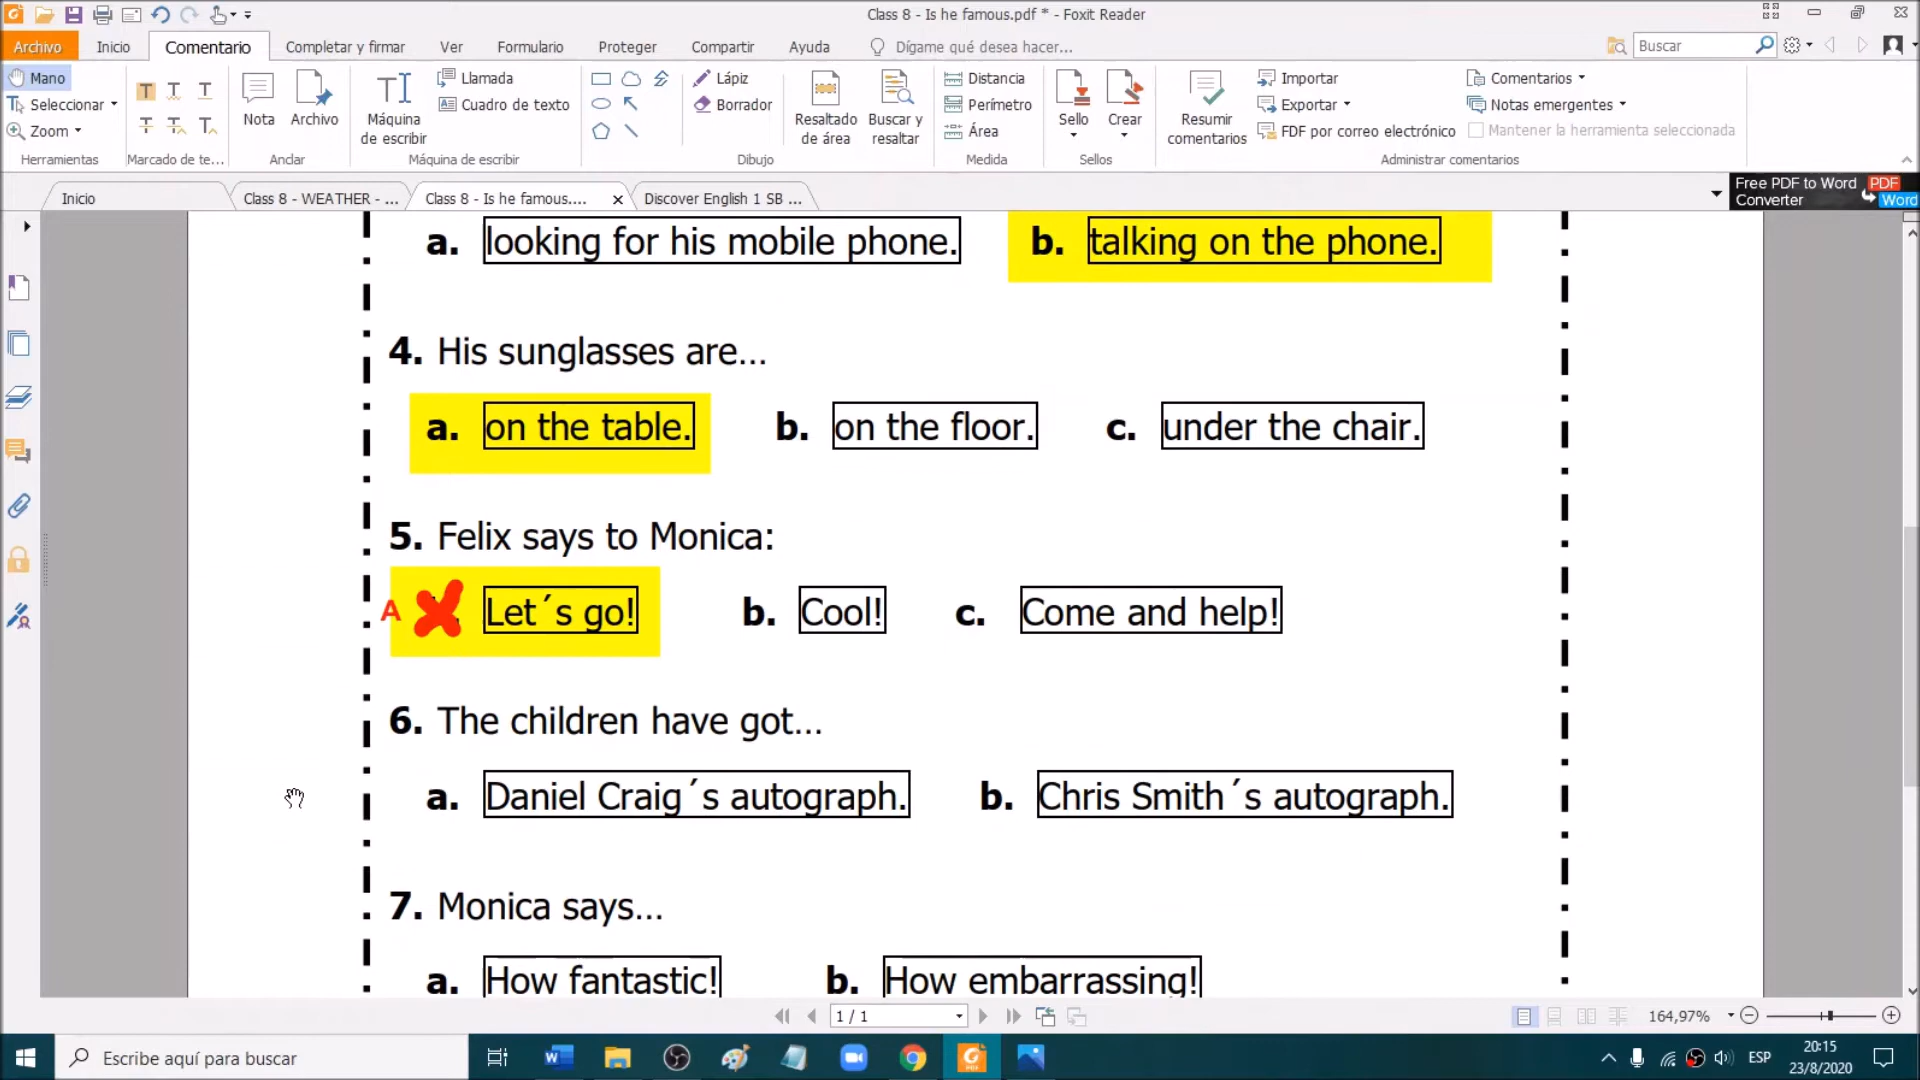 Class 8 - Is he famous.pdf * - Foxit Reader
Archivo Inicio Comentario Completar y firmar Ver Formulario Proteger Compartir Ayuda Dígame qué desea hacer... Buscar
Mano
Seleccionar
Zoom
Herramientas
Marcado de te...
Nota
Archivo
Anclar
Máquina de escribir
Llamada
Cuadro de texto
Máquina de escribir
Lápiz
Borrador
Dibujo
Resaltado de área
Buscar y resaltar
Distancia
Perímetro
Área
Medida
Sello
Crear
Sellos
Resumir comentarios
Importar
Exportar
FDF por correo electrónico
Comentarios
Notas emergentes
Mantener la herramienta seleccionada
Administrar comentarios
Inicio
Class 8 - WEATHER - ...
Class 8 - Is he famous....
Discover English 1 SB ...
Free PDF to Word Converter
PDF
Word
a. looking for his mobile phone. b. talking on the phone.
4. His sunglasses are...
a. on the table. b. on the floor. c. under the chair.
5. Felix says to Monica:
A Let´s go! b. Cool! c. Come and help!
6. The children have got...
a. Daniel Craig´s autograph. b. Chris Smith´s autograph.
7. Monica says...
a. How fantastic! b. How embarrassing!
1 / 1
164,97%
Escribe aquí para buscar
ESP
20:15
23/8/2020